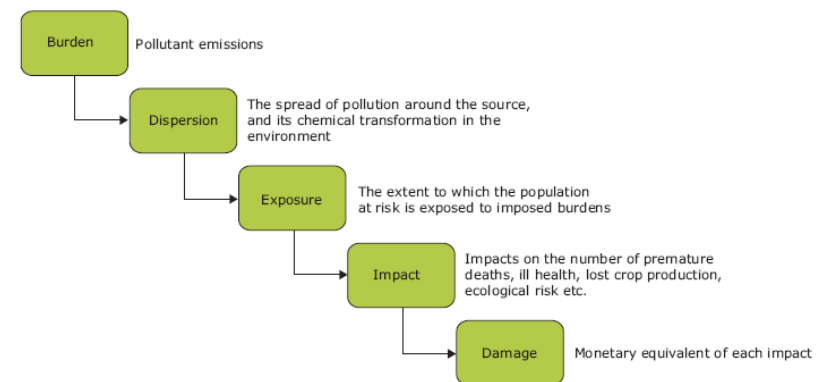 Burden
Pollutant emissions
Dispersion
The spread of pollution around the source,
and its chemical transformation in the
environment
Exposure
The extent to which the population
at risk is exposed to imposed burdens
Impact
Impacts on the number of premature
deaths, ill health, lost crop production,
ecological risk etc.
Damage
Monetary equivalent of each impact